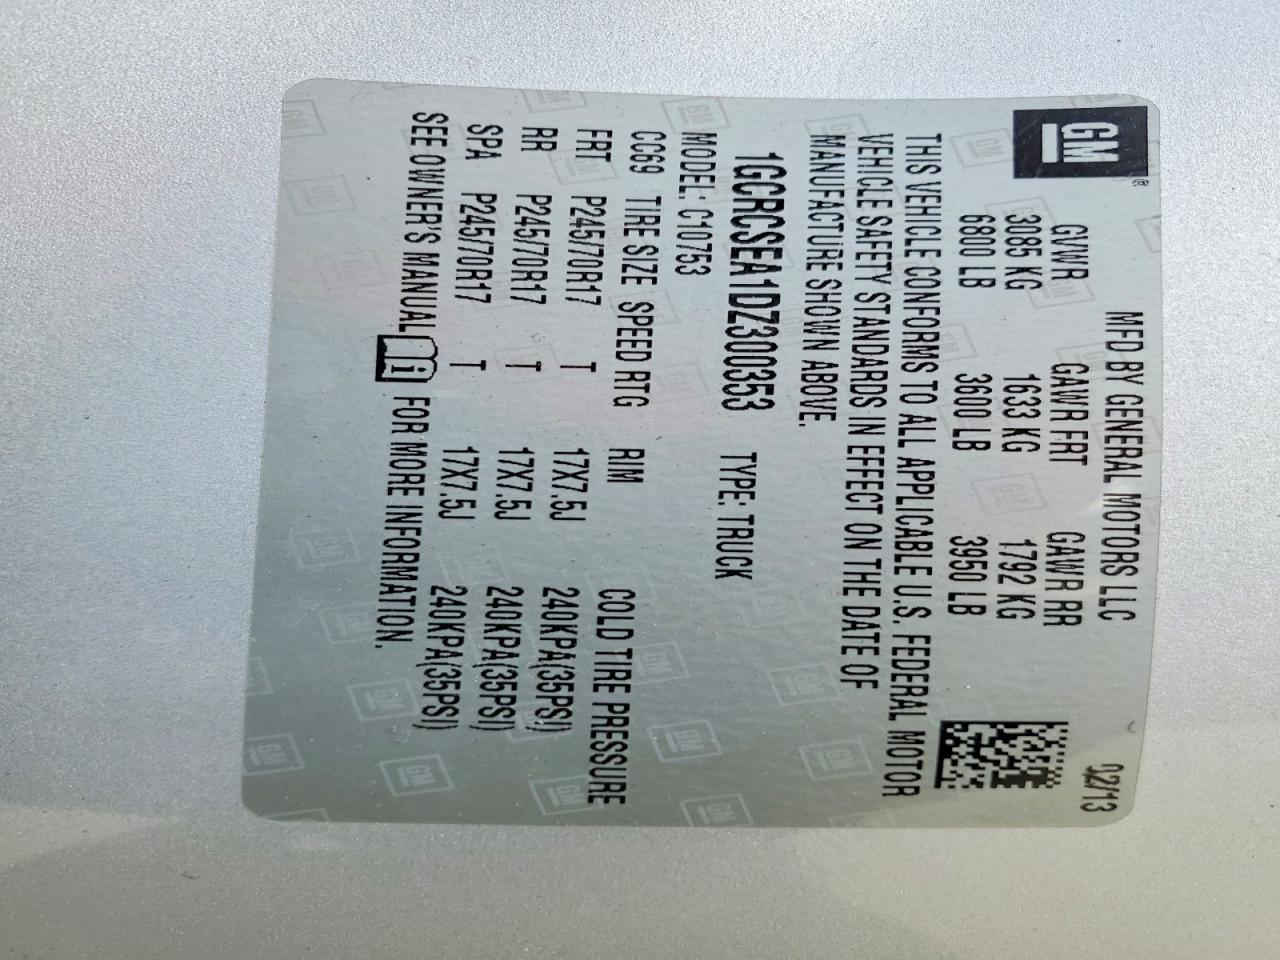 GM
MFD BY GENERAL MOTORS LLC 02/13
GVWR GAWR FRT GAWR RR
3085 KG 1633 KG 1792 KG
6800 LB 3600 LB 3950 LB
THIS VEHICLE CONFORMS TO ALL APPLICABLE U.S. FEDERAL MOTOR
VEHICLE SAFETY STANDARDS IN EFFECT ON THE DATE OF
MANUFACTURE SHOWN ABOVE.
1GCRCSEA1DZ300353 TYPE: TRUCK
MODEL: C10753
CC69 TIRE SIZE SPEED RTG RIM COLD TIRE PRESSURE
FRT P245/70R17 T 17X7.5J 240KPA(35PSI)
RR P245/70R17 T 17X7.5J 240KPA(35PSI)
SPA P245/70R17 T 17X7.5J 240KPA(35PSI)
SEE OWNER'S MANUAL i FOR MORE INFORMATION.